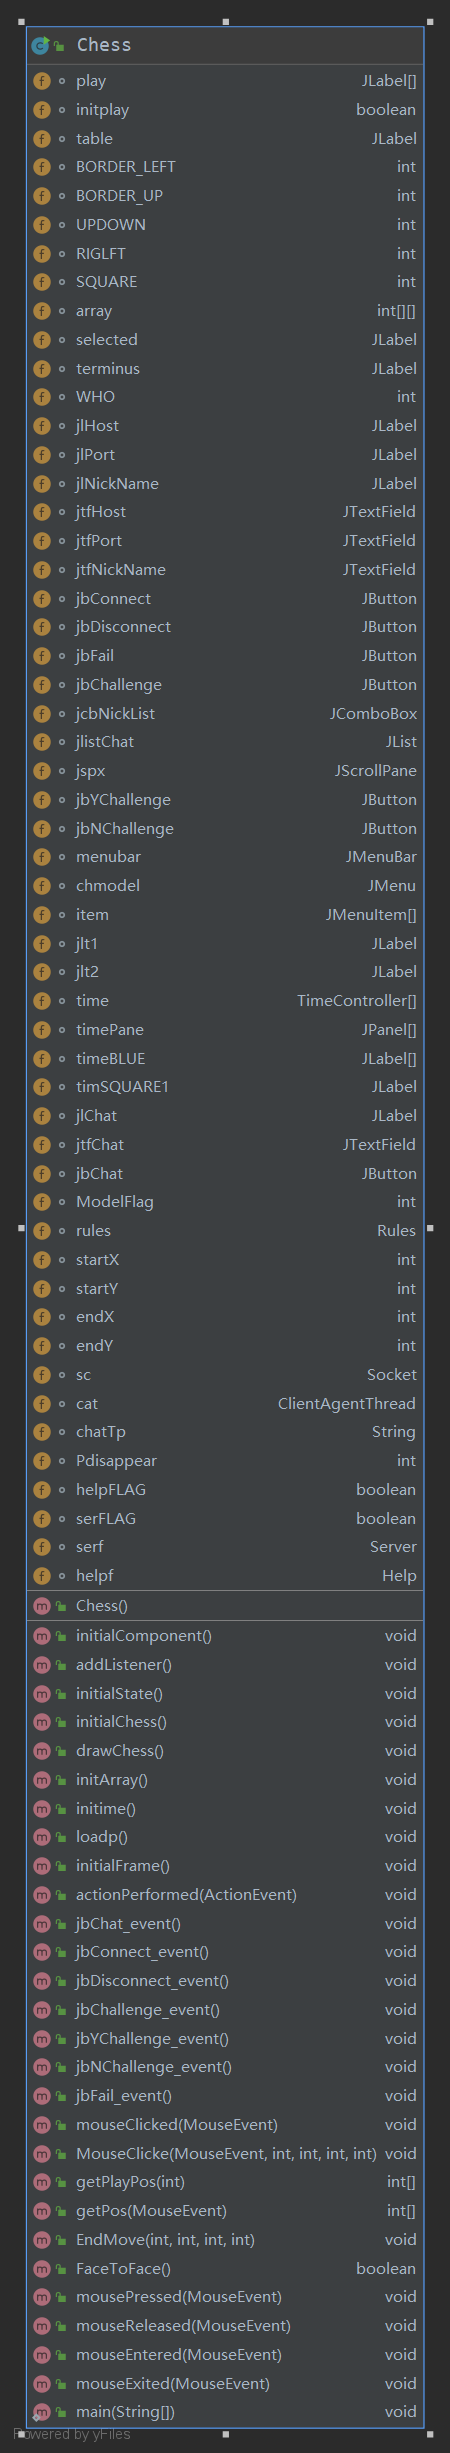 Chess
play JLabel[]
initplay boolean
table JLabel
BORDER_LEFT int
BORDER_UP int
UPDOWN int
RIGLFT int
SQUARE int
array int[][]
selected JLabel
terminus JLabel
WHO int
jlHost JLabel
jlPort JLabel
jlNickName JLabel
jtfHost JTextField
jtfPort JTextField
jtfNickName JTextField
jbConnect JButton
jbDisconnect JButton
jbFail JButton
jbChallenge JButton
jcbNickList JComboBox
jlistChat JList
jspx JScrollPane
jbYChallenge JButton
jbNChallenge JButton
menubar JMenuBar
chmodel JMenu
item JMenuItem[]
jlt1 JLabel
jlt2 JLabel
time TimeController[]
timePane JPanel[]
timeBLUE JLabel[]
timSQUARE1 JLabel
jlChat JLabel
jtfChat JTextField
jbChat JButton
ModelFlag int
rules Rules
startX int
startY int
endX int
endY int
sc Socket
cat ClientAgentThread
chatTp String
Pdisappear int
helpFLAG boolean
serFLAG boolean
serf Server
helpf Help
Chess()
initialComponent() void
addListener() void
initialState() void
initialChess() void
drawChess() void
initArray() void
initime() void
loadp() void
initialFrame() void
actionPerformed(ActionEvent) void
jbChat_event() void
jbConnect_event() void
jbDisconnect_event() void
jbChallenge_event() void
jbYChallenge_event() void
jbNChallenge_event() void
jbFail_event() void
mouseClicked(MouseEvent) void
MouseClicke(MouseEvent, int, int, int, int) void
getPlayPos(int) int[]
getPos(MouseEvent) int[]
EndMove(int, int, int, int) void
FaceToFace() boolean
mousePressed(MouseEvent) void
mouseReleased(MouseEvent) void
mouseEntered(MouseEvent) void
mouseExited(MouseEvent) void
main(String[]) void
Powered by yFiles